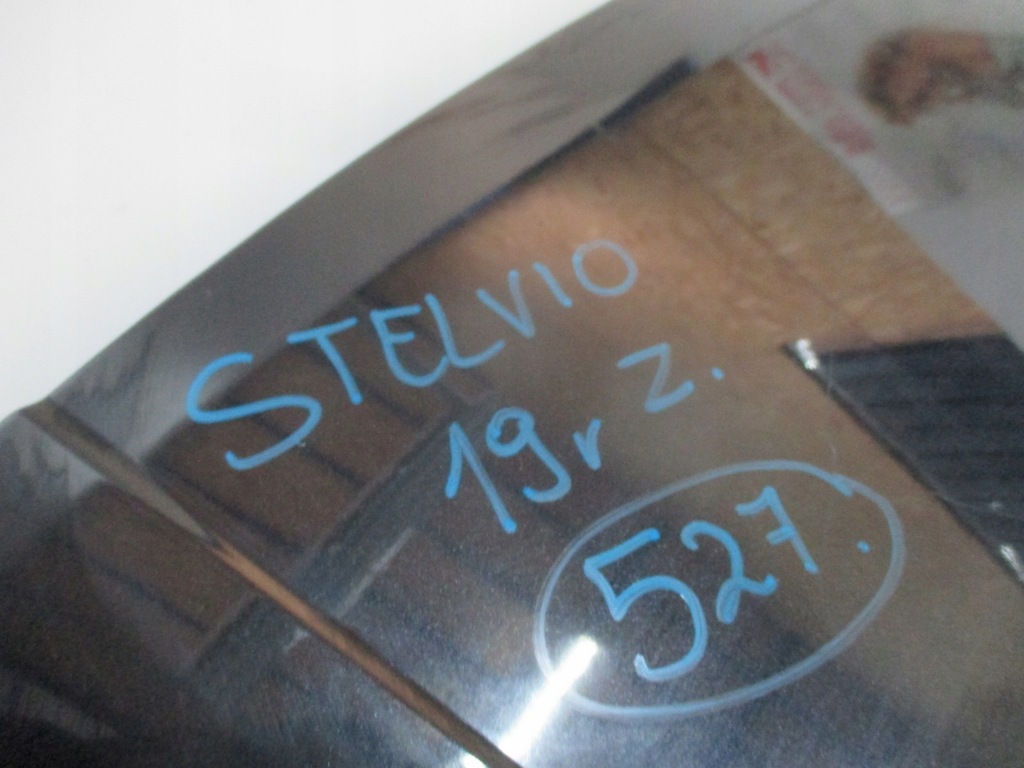 STELVIO
19r Z.
527.